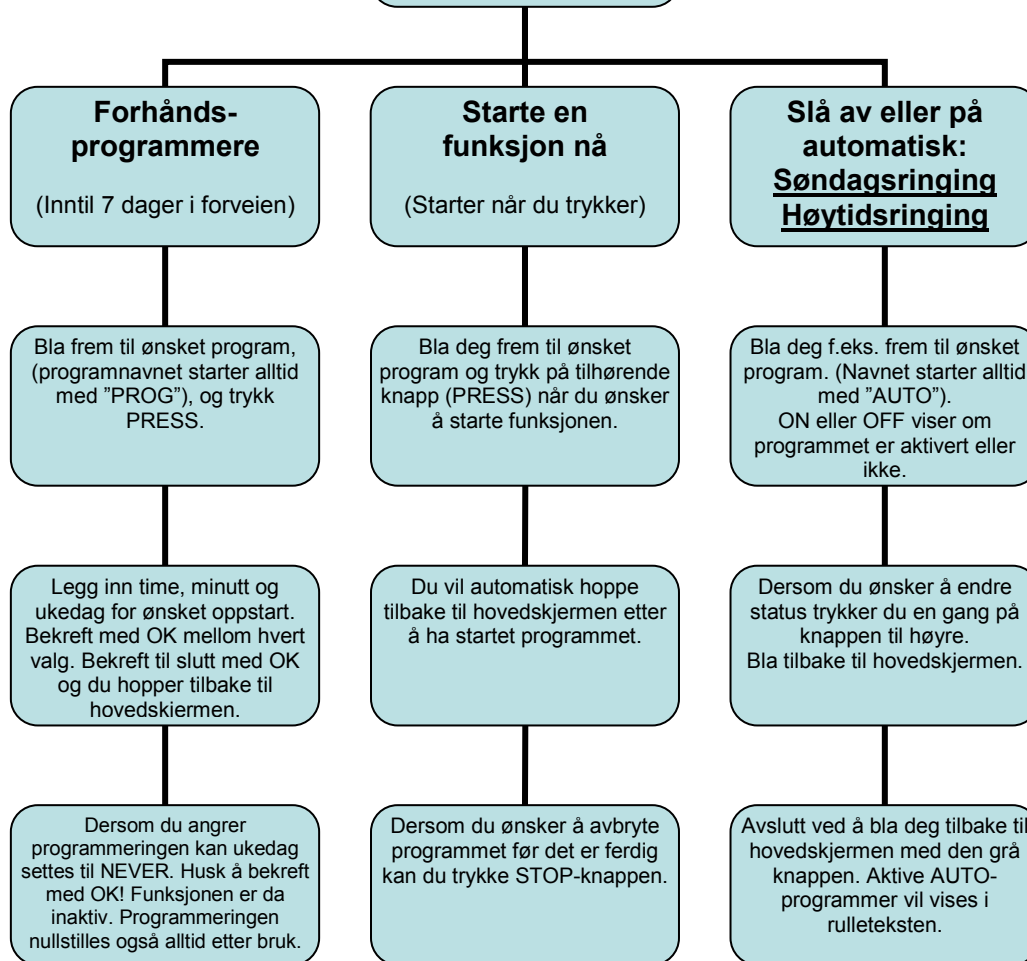 Forhånds-
programmere
(Inntil 7 dager i forveien)
Bla frem til ønsket program,
(programnavnet starter alltid
med ”PROG”), og trykk
PRESS.
Legg inn time, minutt og
ukedag for ønsket oppstart.
Bekreft med OK mellom hvert
valg. Bekreft til slutt med OK
og du hopper tilbake til
hovedskjermen.
Dersom du angrer
programmeringen kan ukedag
settes til NEVER. Husk å bekreft
med OK! Funksjonen er da
inaktiv. Programmeringen
nullstilles også alltid etter bruk.
Starte en
funksjon nå
(Starter når du trykker)
Bla deg frem til ønsket
program og trykk på tilhørende
knapp (PRESS) når du ønsker
å starte funksjonen.
Du vil automatisk hoppe
tilbake til hovedskjermen etter
å ha startet programmet.
Dersom du ønsker å avbryte
programmet før det er ferdig
kan du trykke STOP-knappen.
Slå av eller på
automatisk:
Søndagsringing
Høytidsringing
Bla deg f.eks. frem til ønsket
program. (Navnet starter alltid
med ”AUTO”).
ON eller OFF viser om
programmet er aktivert eller
ikke.
Dersom du ønsker å endre
status trykker du en gang på
knappen til høyre.
Bla tilbake til hovedskjermen.
Avslutt ved å bla deg tilbake til
hovedskjermen med den grå
knappen. Aktive AUTO-
programmer vil vises i
rulleteksten.